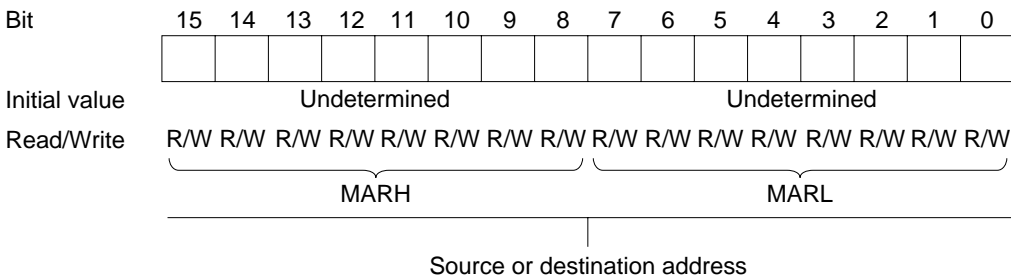 Bit 15 14 13 12 11 10 9 8 7 6 5 4 3 2 1 0
Initial value Undetermined Undetermined
Read/Write R/W R/W R/W R/W R/W R/W R/W R/W R/W R/W R/W R/W R/W R/W R/W R/W
MARH MARL
Source or destination address